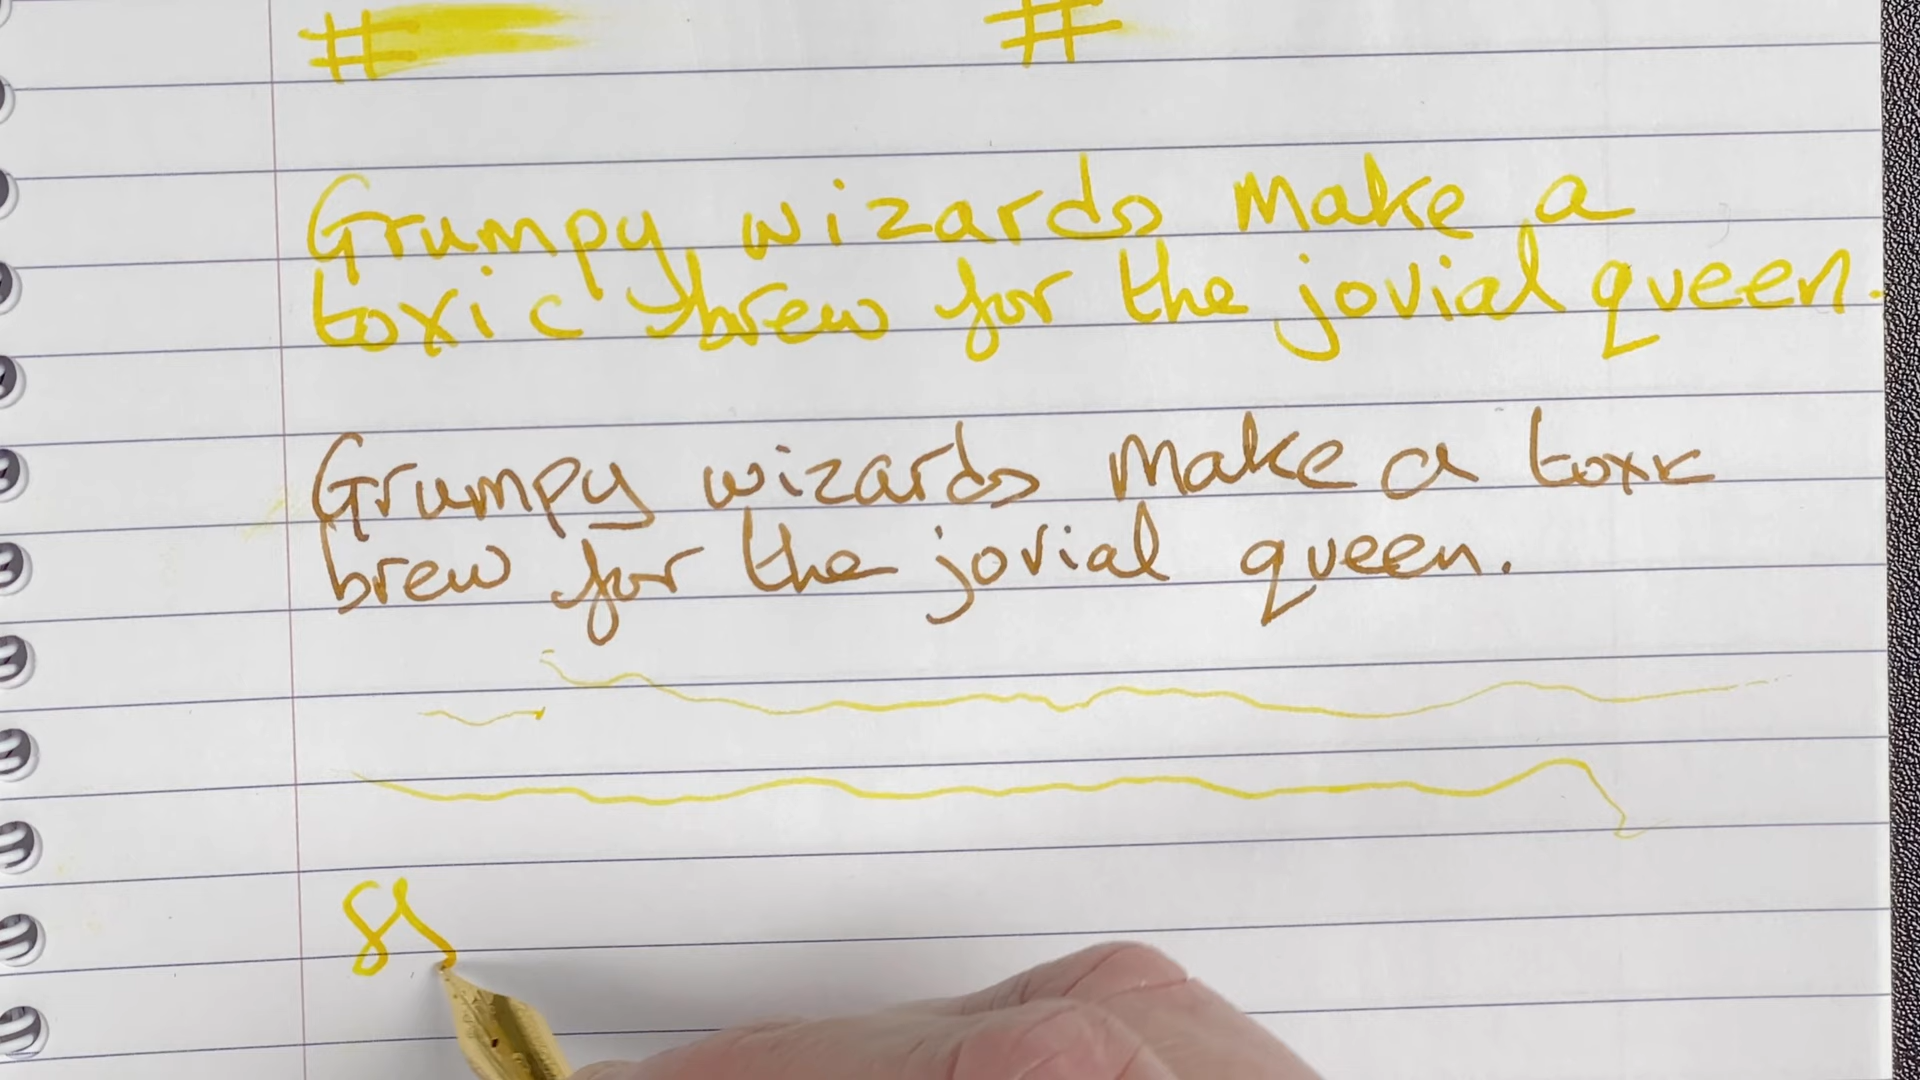 # #
Grumpy wizards make a
toxic brew for the jovial queen.
Grumpy wizards make a toxic
brew for the jovial queen.